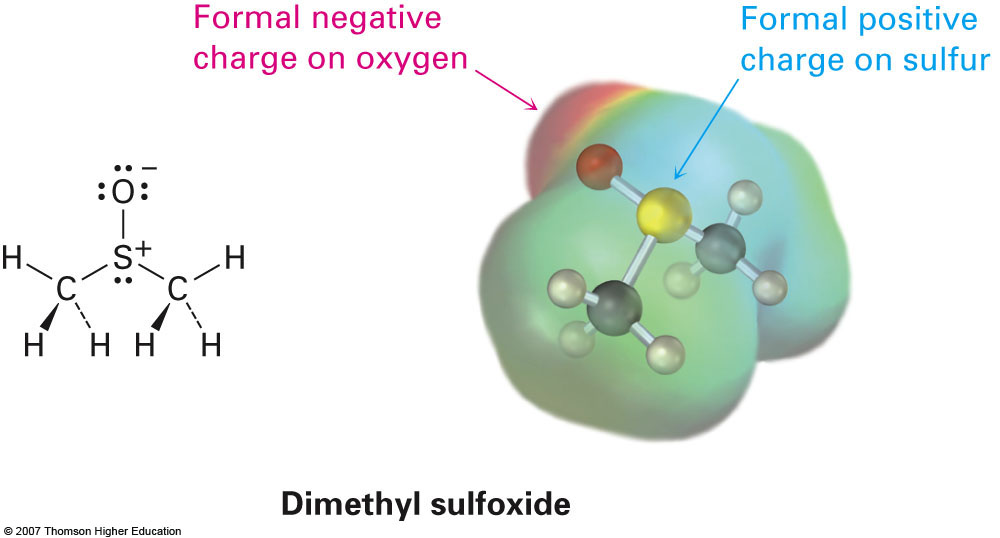 Formal negative
charge on oxygen
Formal positive
charge on sulfur
:Ö:⁻
H
S⁺
H
C
C
H
H
H
H
Dimethyl sulfoxide
© 2007 Thomson Higher Education